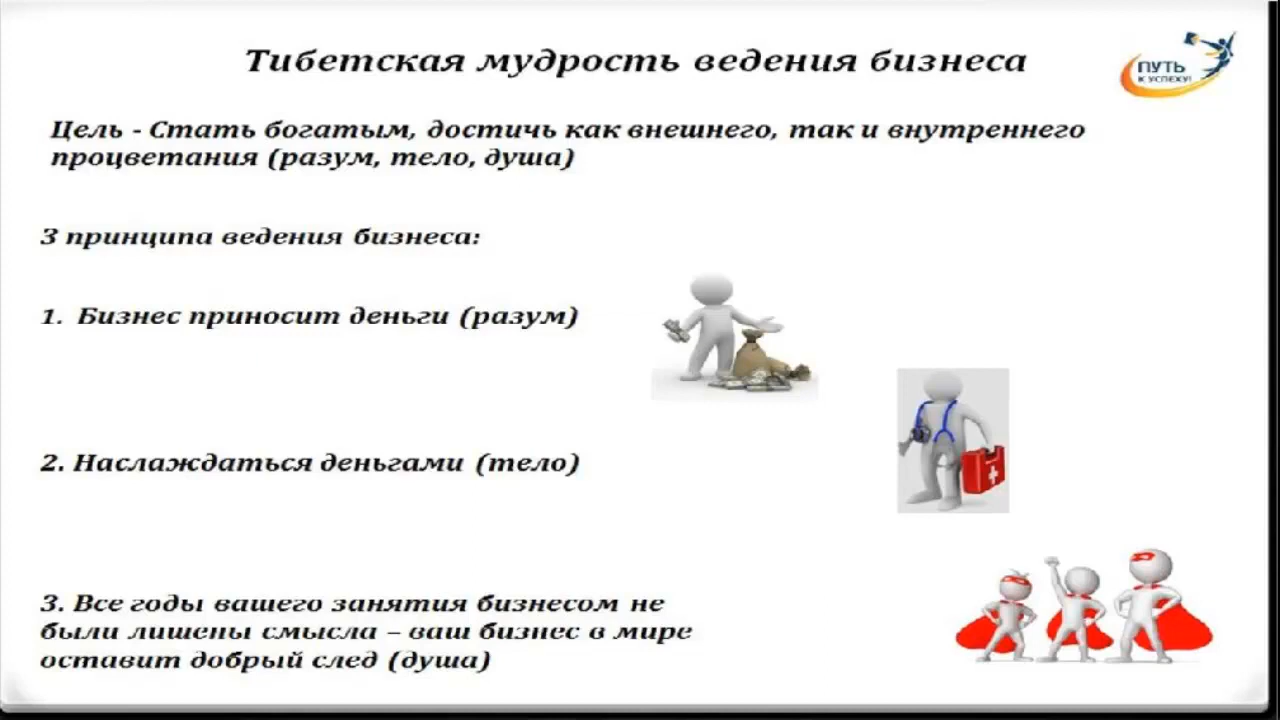 Тибетская мудрость ведения бизнеса
ПУТЬ
К УСПЕХУ!
Цель - Стать богатым, достичь как внешнего, так и внутреннего
процветания (разум, тело, душа)
3 принципа ведения бизнеса:
1. Бизнес приносит деньги (разум)
2. Наслаждаться деньгами (тело)
3. Все годы вашего занятия бизнесом не
были лишены смысла – ваш бизнес в мире
оставит добрый след (душа)